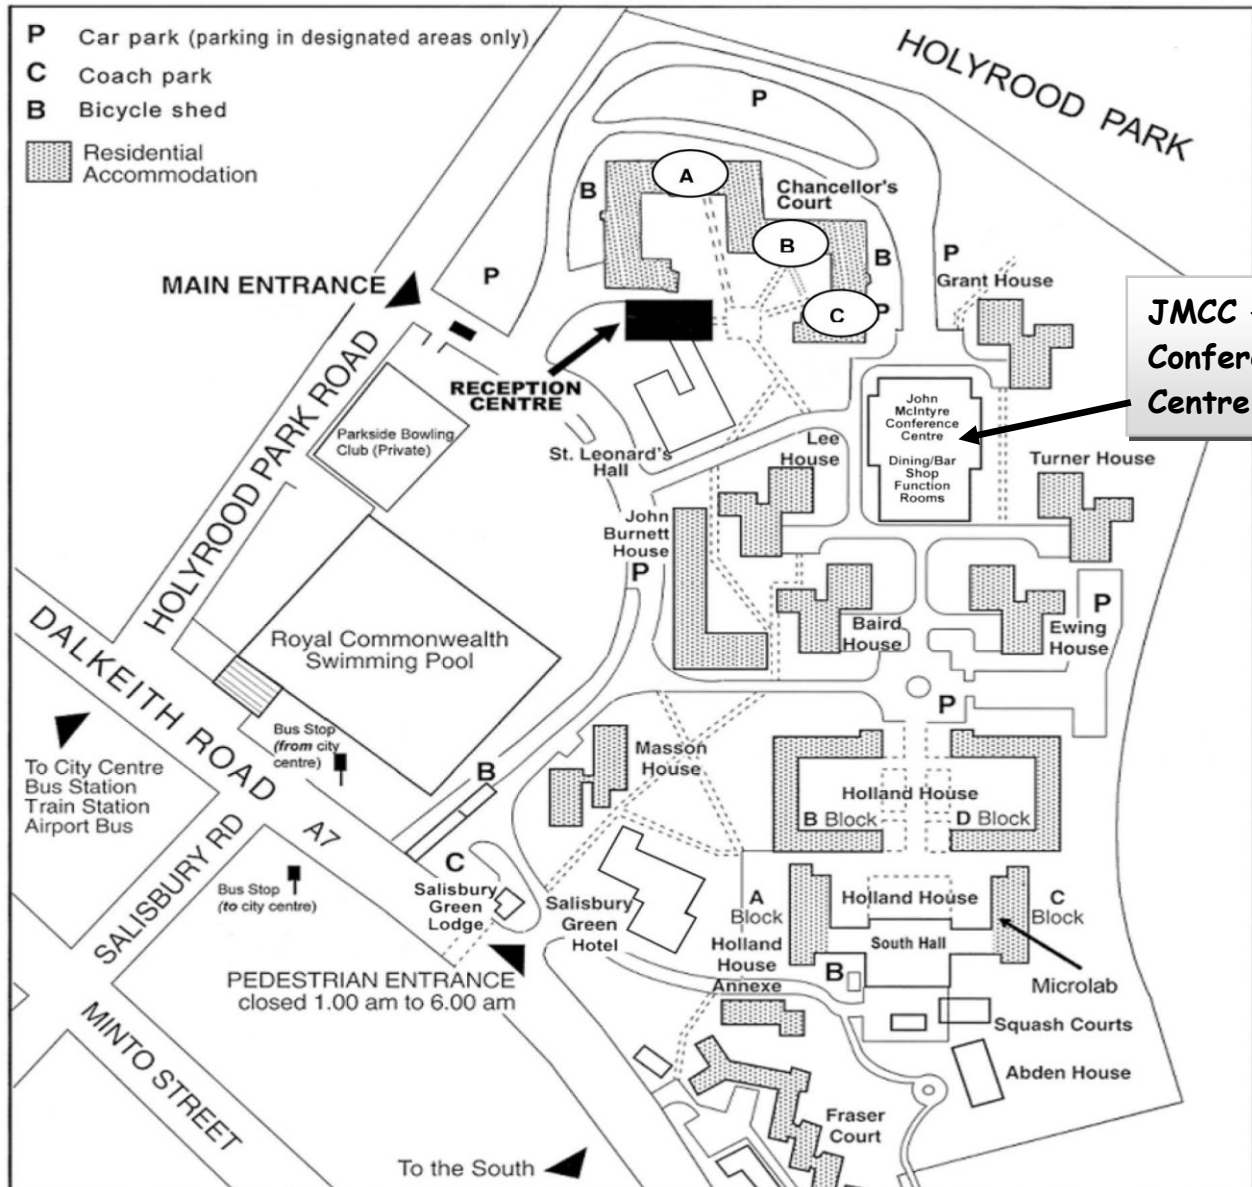 P Car park (parking in designated areas only)
C Coach park
B Bicycle shed
Residential
Accommodation
HOLYROOD PARK
P
A
B
Chancellor's
Court
B
B
P
P
MAIN ENTRANCE
C
P
Grant House
JMCC -
Confere
Centre
RECEPTION
CENTRE
HOLYROOD PARK ROAD
Parkside Bowling
Club (Private)
St. Leonard's
Hall
Lee
House
John
McIntyre
Conference
Centre
Dining/Bar
Shop
Function
Rooms
Turner House
John
Burnett
House
P
Baird
House
P
Ewing
House
DALKEITH ROAD
Royal Commonwealth
Swimming Pool
P
Bus Stop
(from city
centre)
To City Centre
Bus Station
Train Station
Airport Bus
Masson
House
B
Holland House
B Block
D Block
A7
SALISBURY RD
C
Salisbury
Green
Lodge
Bus Stop
(to city centre)
Salisbury
Green
Hotel
A
Block
Holland House
C
Block
South Hall
Holland
House
Annexe
B
Microlab
PEDESTRIAN ENTRANCE
closed 1.00 am to 6.00 am
Squash Courts
MINTO STREET
Abden House
Fraser
Court
To the South